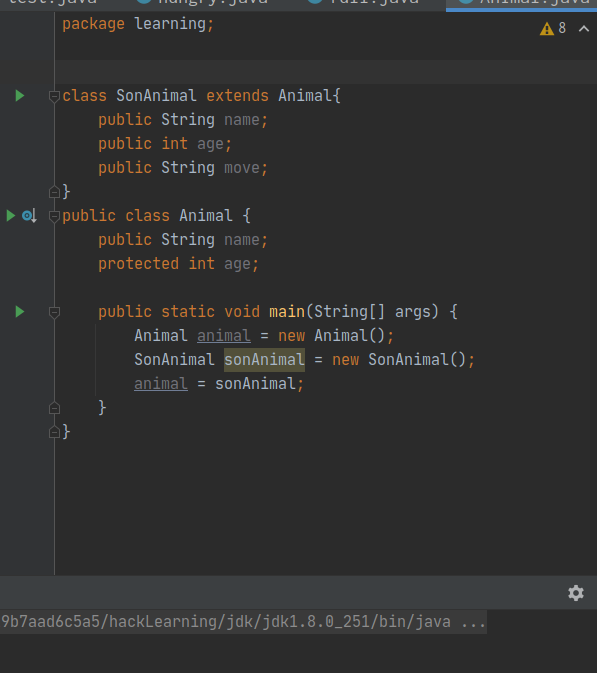 test.java Hungry.java Animal.java
8
package learning;
class SonAnimal extends Animal{
public String name;
public int age;
public String move;
}
public class Animal {
public String name;
protected int age;
public static void main(String[] args) {
Animal animal = new Animal();
SonAnimal sonAnimal = new SonAnimal();
animal = sonAnimal;
}
}
9b7aad6c5a5/hackLearning/jdk/jdk1.8.0_251/bin/java ...